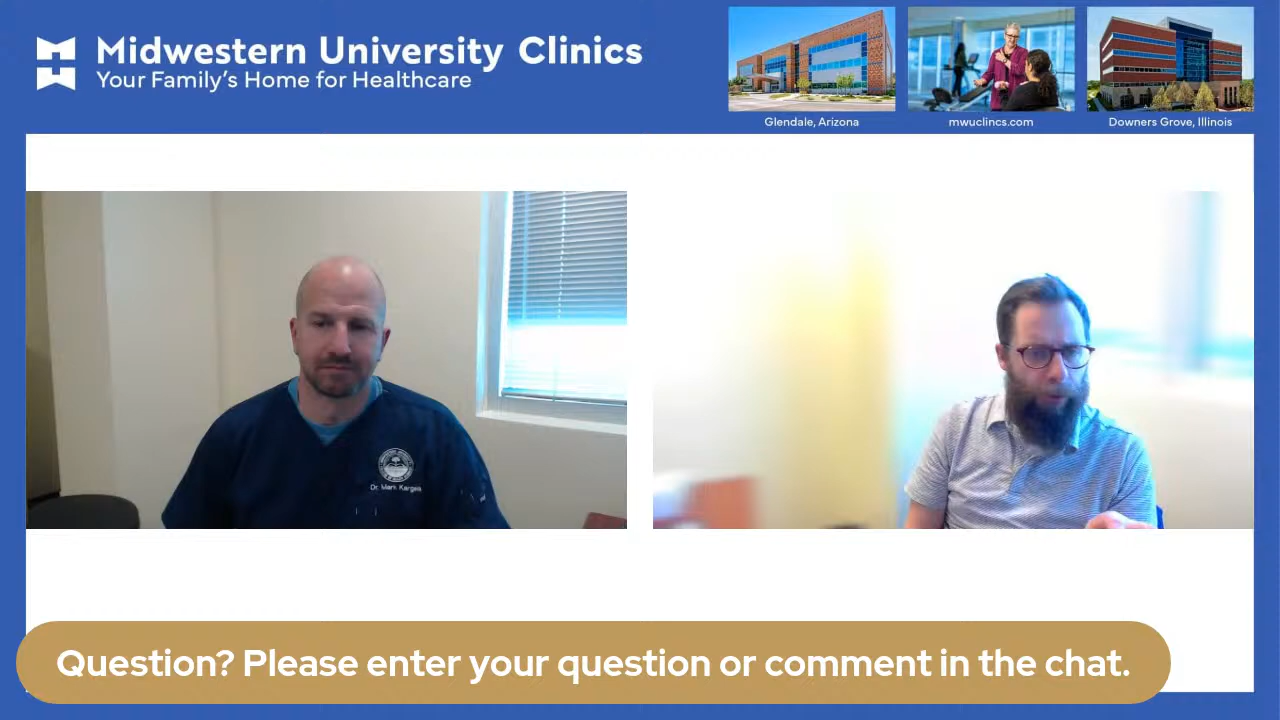 Midwestern University Clinics
Your Family's Home for Healthcare
Glendale, Arizona
mwuclincs.com
Downers Grove, Illinois
Dr. Mark
Question? Please enter your question or comment in the chat.